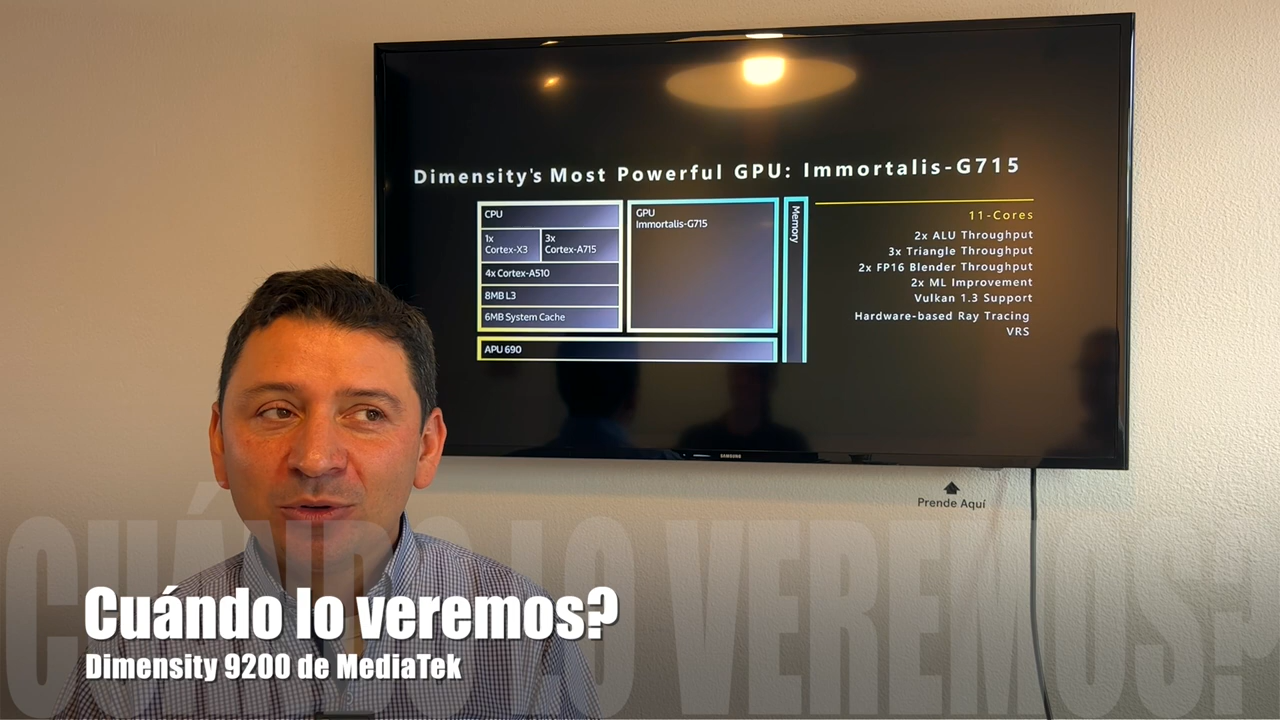 Dimensity's Most Powerful GPU: Immortalis-G715
CPU
1x
Cortex-X3
3x
Cortex-A715
4x Cortex-A510
8MB L3
6MB System Cache
APU 690
GPU
Immortalis-G715
Memory
11-Cores
2x ALU Throughput
3x Triangle Throughput
2x FP16 Blender Throughput
2x ML Improvement
Vulkan 1.3 Support
Hardware-based Ray Tracing
VRS
SAMSUNG
Prende Aquí
CUÁNDO LO VEREMOS?
Cuándo lo veremos?
Dimensity 9200 de MediaTek